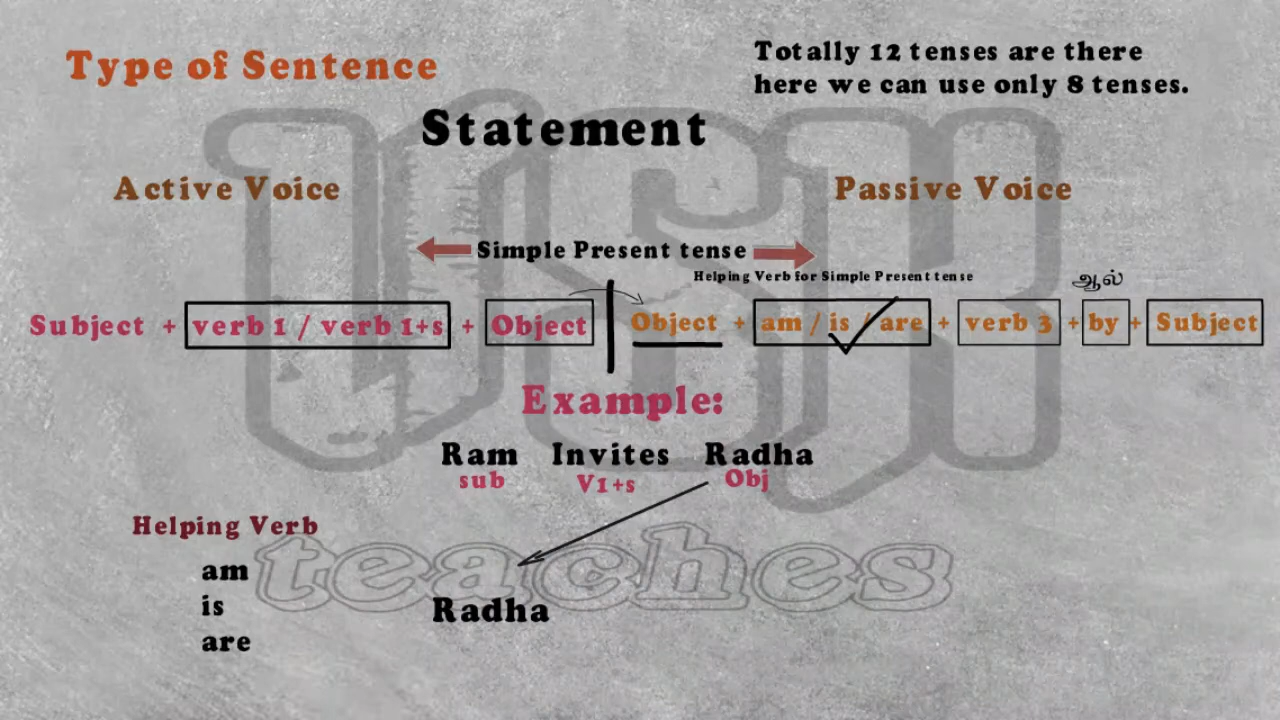 Type of Sentence
Totally 12 tenses are there
here we can use only 8 tenses.
Statement
Active Voice
Passive Voice
Simple Present tense
Helping Verb for Simple Present tense
ஆல்
Subject + verb 1 / verb 1+s + Object
Object + am / is / are + verb 3 + by + Subject
Example:
Ram Invites Radha
sub V1+s Obj
Helping Verb
am
is
are
Radha
USH
teaches